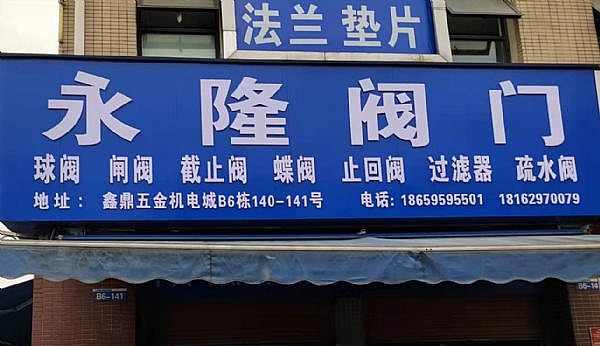 法兰 垫片
永隆阀门
球阀 闸阀 截止阀 蝶阀 止回阀 过滤器 疏水阀
地址：鑫鼎五金机电城B6栋140-141号 电话：18659595501 18162970079
B6-141